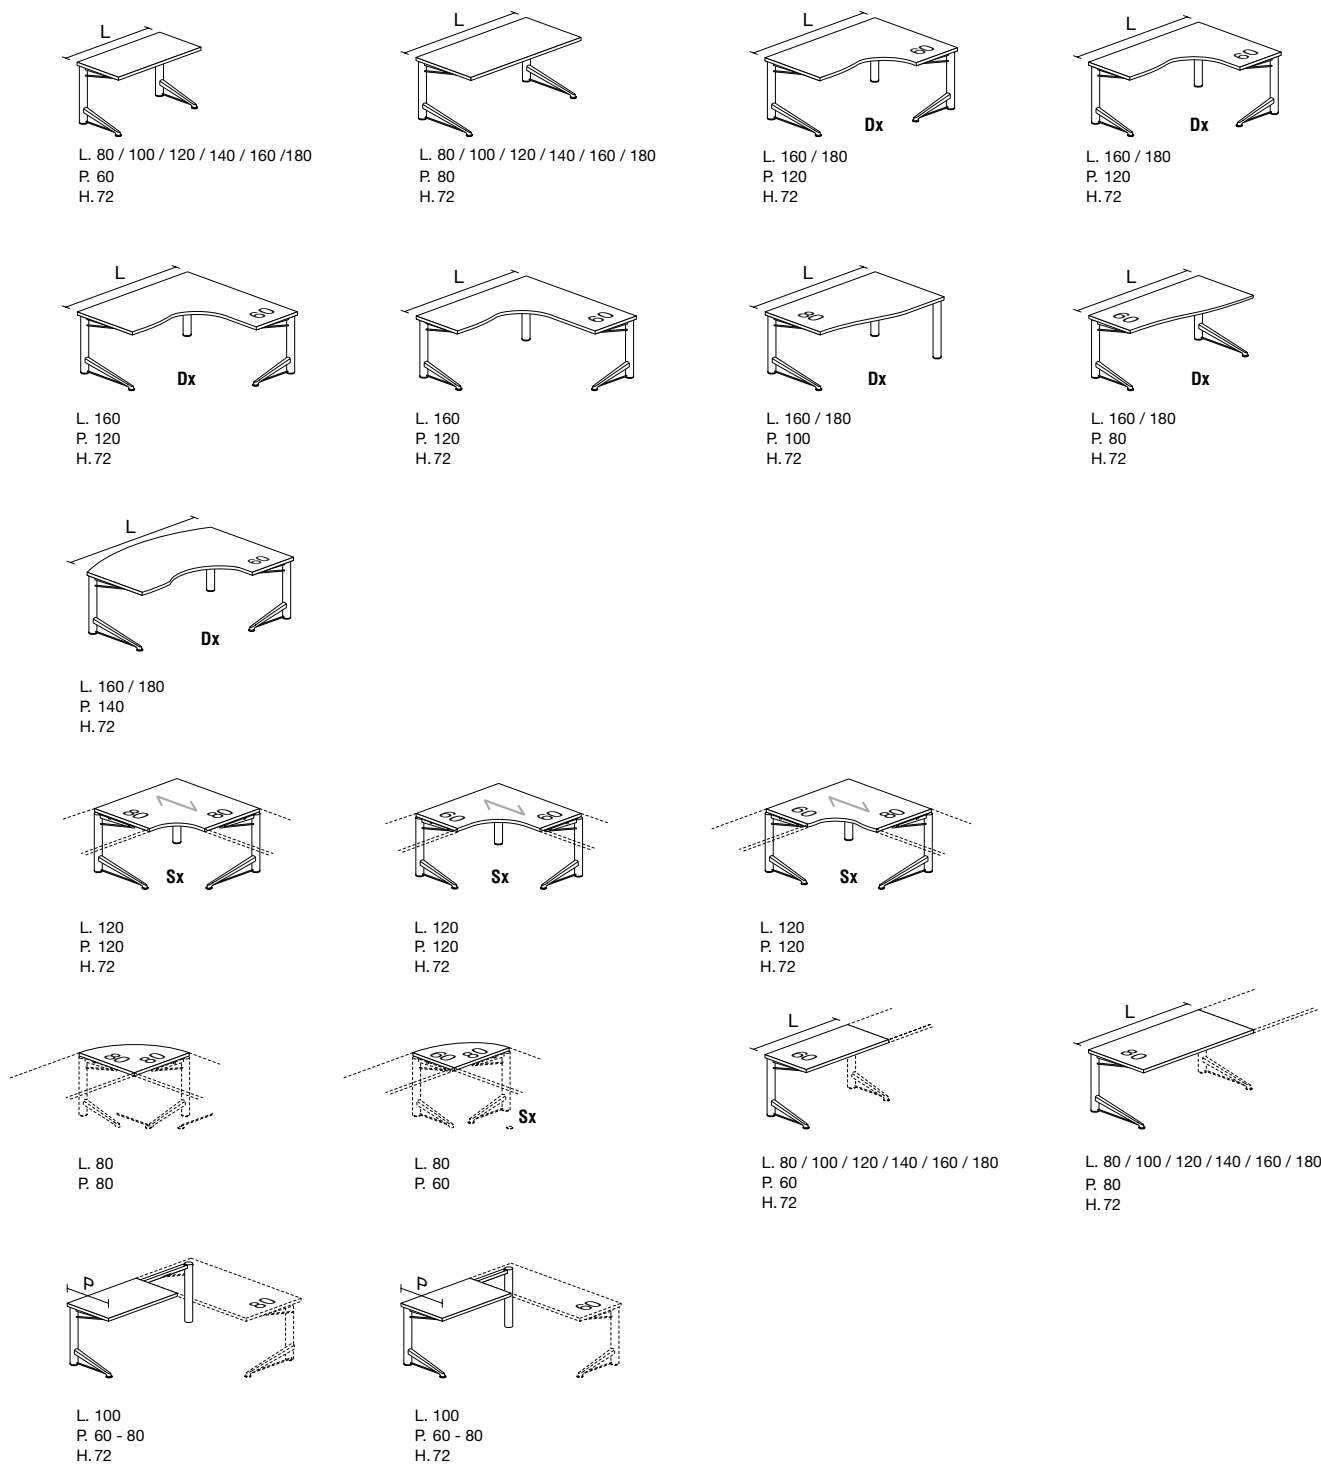 L
L
L
60
L
60
Dx
Dx
L. 80 / 100 / 120 / 140 / 160 /180
P. 60
H. 72
L. 80 / 100 / 120 / 140 / 160 / 180
P. 80
H. 72
L. 160 / 180
P. 120
H. 72
L. 160 / 180
P. 120
H. 72
L
60
Dx
L
60
L
80
Dx
L
60
Dx
L. 160
P. 120
H. 72
L. 160
P. 120
H. 72
L. 160 / 180
P. 100
H. 72
L. 160 / 180
P. 80
H. 72
L
60
Dx
L. 160 / 180
P. 140
H. 72
80 80
Sx
60 60
Sx
60 80
Sx
L. 120
P. 120
H. 72
L. 120
P. 120
H. 72
L. 120
P. 120
H. 72
80 80
60 80
Sx
L
60
L
80
L. 80
P. 80
L. 80
P. 60
L. 80 / 100 / 120 / 140 / 160 / 180
P. 60
H. 72
L. 80 / 100 / 120 / 140 / 160 / 180
P. 80
H. 72
P
80
P
60
L. 100
P. 60 - 80
H. 72
L. 100
P. 60 - 80
H. 72